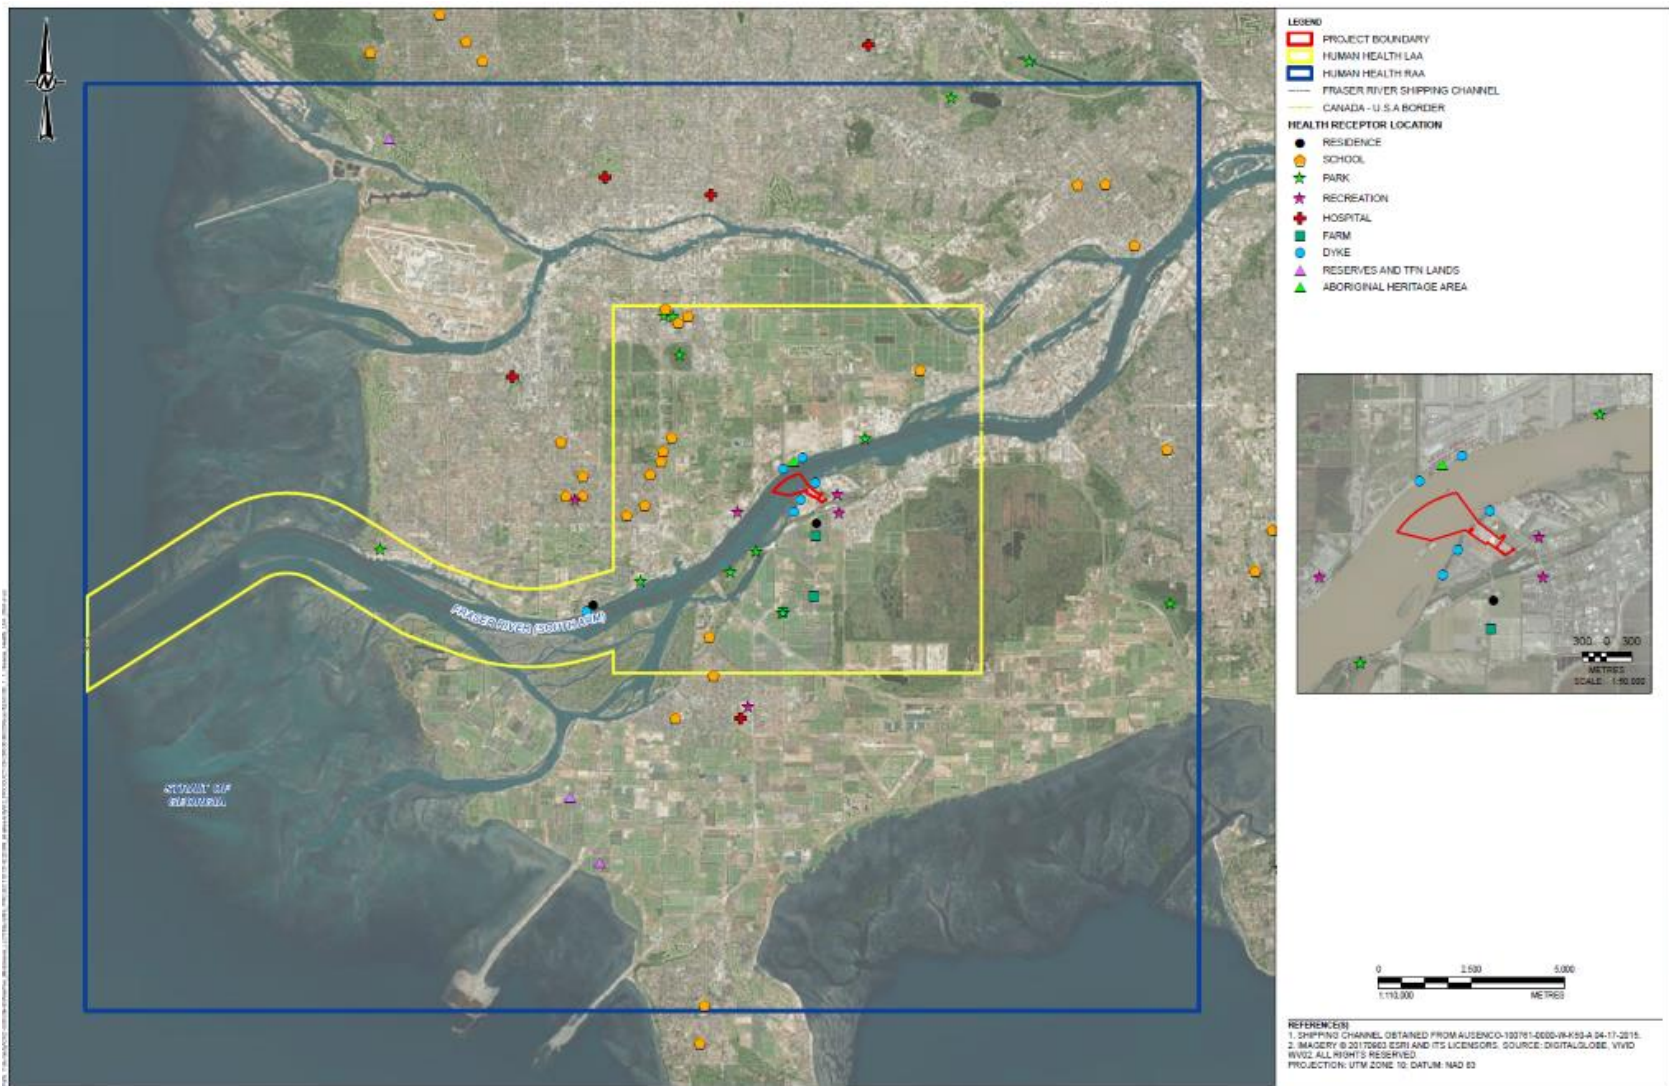 N
FRASER RIVER (SOUTH ARM)
STRAIT OF
GEORGIA
LEGEND
PROJECT BOUNDARY
HUMAN HEALTH LAA
HUMAN HEALTH RAA
FRASER RIVER SHIPPING CHANNEL
CANADA - U.S.A BORDER
HEALTH RECEPTOR LOCATION
RESIDENCE
SCHOOL
PARK
RECREATION
HOSPITAL
FARM
DYKE
RESERVES AND TFN LANDS
ABORIGINAL HERITAGE AREA
300 0 300
METRES
SCALE 1:50,000
0 2,500 5,000
1:110,000 METRES
REFERENCE(S)
1. SHIPPING CHANNEL OBTAINED FROM AUSENCO-100761-0000-W-K50-A 04-17-2015.
2. IMAGERY © 20170903 ESRI AND ITS LICENSORS. SOURCE: DIGITALGLOBE, VIVID
WV02. ALL RIGHTS RESERVED.
PROJECTION: UTM ZONE 10; DATUM: NAD 83